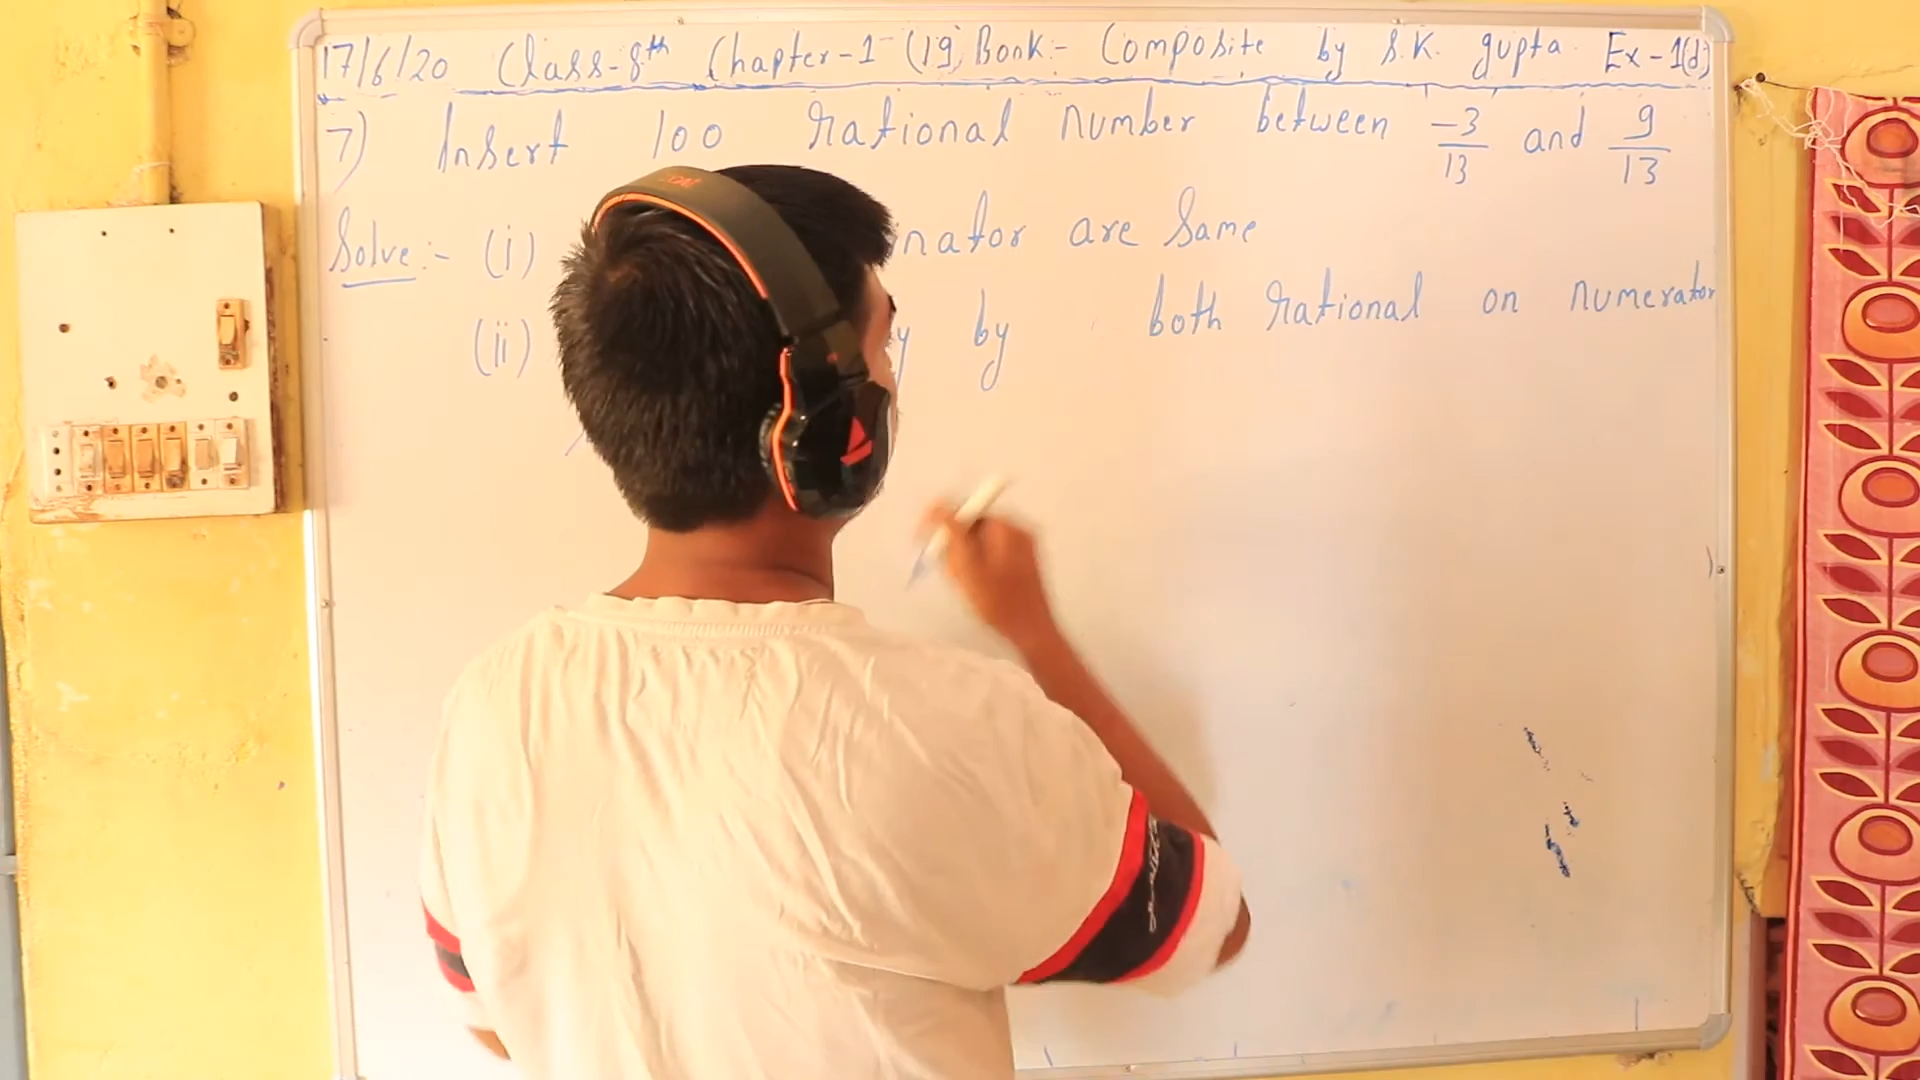 17/6/20 Class-8th Chapter-1 (19) Book:- Composite by S.K. gupta Ex-1(d)
7) Insert 100 rational number between -3/13 and 9/13
Solve:- (i) nator are same
(ii) y by both rational on numerator